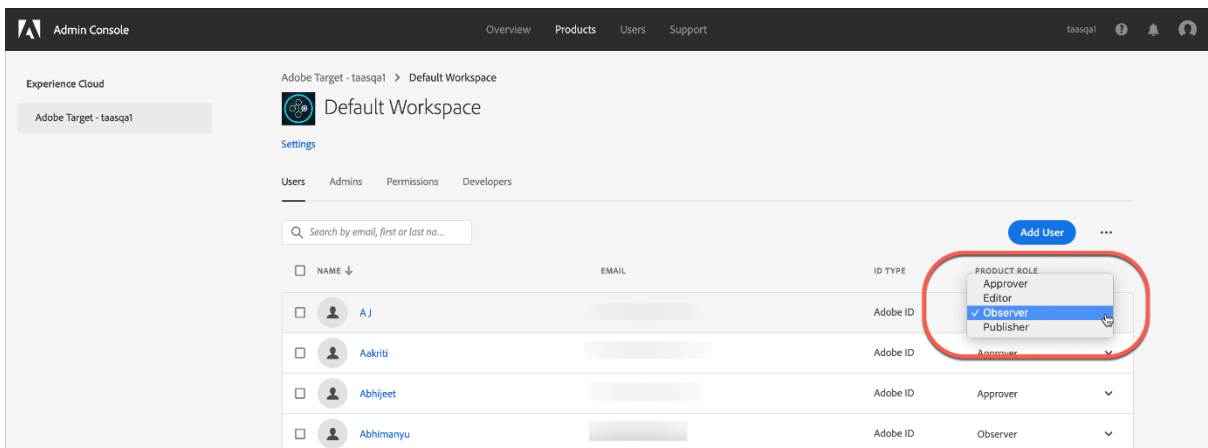 Admin Console Overview Products Users Support taasqa1
Experience Cloud
Adobe Target - taasqa1
Adobe Target - taasqa1 > Default Workspace
Default Workspace
Settings
Users Admins Permissions Developers
Search by email, first or last na...
Add User
NAME EMAIL ID TYPE PRODUCT ROLE
Approver
Editor
✓ Observer
Publisher
A J Adobe ID
Aakriti Adobe ID Approver
Abhijeet Adobe ID Approver
Abhimanyu Adobe ID Observer